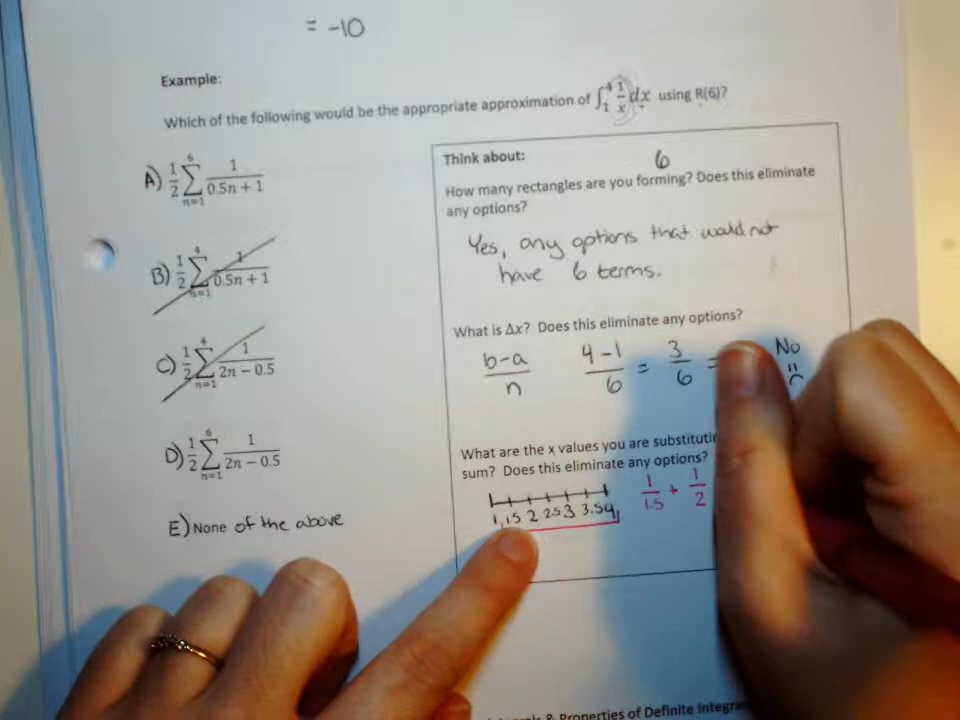 = -10
Example:
Which of the following would be the appropriate approximation of ∫₁⁴ 1/x dx using R(6)?
A) 1/2 ∑_{n=1}^{6} 1/(0.5n + 1)
B) 1/2 ∑_{n=1}^{4} 1/(0.5n + 1)
C) 1/2 ∑_{n=1}^{4} 1/(2n − 0.5)
D) 1/2 ∑_{n=1}^{6} 1/(2n − 0.5)
E) None of the above
Think about:
6
How many rectangles are you forming? Does this eliminate
any options?
Yes, any options that would not
have 6 terms.
What is Δx? Does this eliminate any options?
(b-a)/n (4-1)/6 = 3/6 = No
What are the x values you are
sum? Does this eliminate any options?
1 1.5 2 2.5 3 3.5 4
1/1.5 + 1/2
& Properties of Definite